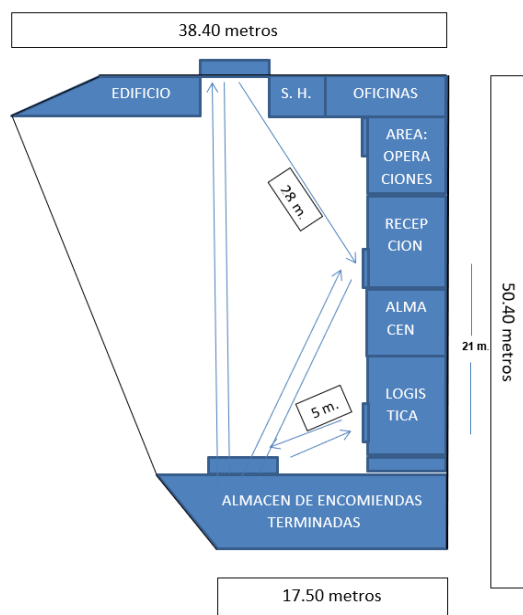 38.40 metros
EDIFICIO
S. H.
OFICINAS
AREA:
OPERA
CIONES
28 m.
RECEP
CION
ALMA
CEN
21 m.
50.40 metros
5 m.
LOGIS
TICA
ALMACEN DE ENCOMIENDAS
TERMINADAS
17.50 metros